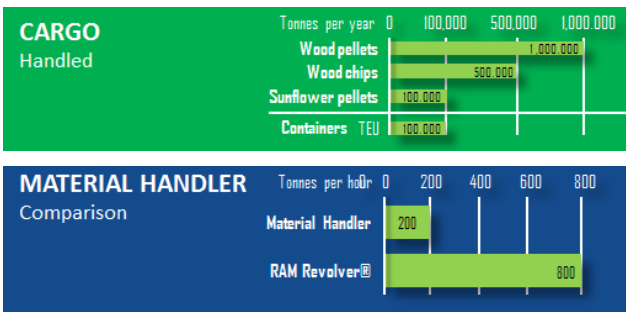 CARGO
Handled
Tonnes per year 0 100,000 500,000 1,000.000
Wood pellets 1,000.000
Wood chips 500.000
Sunflower pellets 100.000
Containers TEU 100.000
MATERIAL HANDLER
Comparison
Tonnes per hour 0 200 400 600 800
Material Handler 200
RAM Revolver® 800